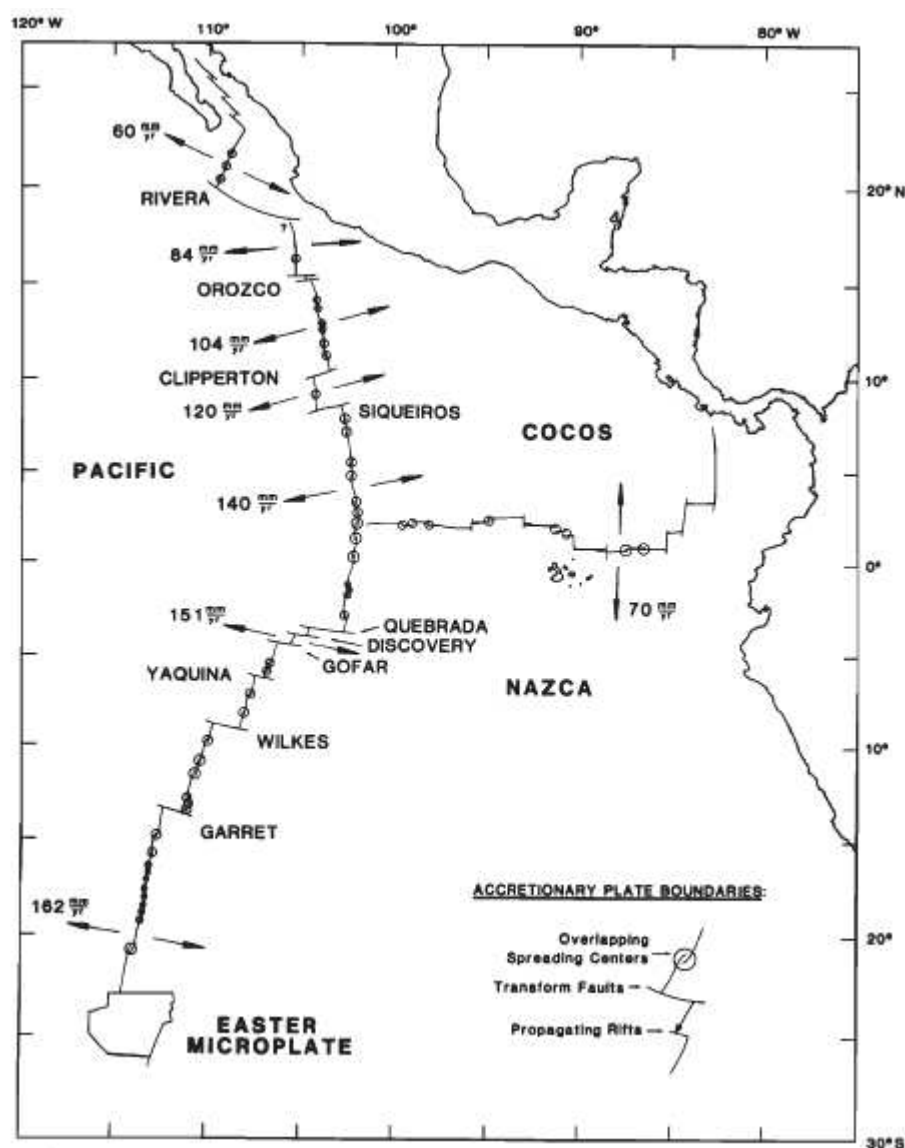 120° W
110°
100°
90°
80° W
60 mm/yr
RIVERA
20° N
?
84 mm/yr
OROZCO
104 mm/yr
CLIPPERTON
10°
120 mm/yr
SIQUEIROS
COCOS
PACIFIC
140 mm/yr
0°
70 mm/yr
151 mm/yr
QUEBRADA
DISCOVERY
GOFAR
YAQUINA
NAZCA
WILKES
10°
GARRET
ACCRETIONARY PLATE BOUNDARIES:
162 mm/yr
Overlapping
Spreading Centers
20°
Transform Faults
Propagating Rifts
EASTER
MICROPLATE
30° S